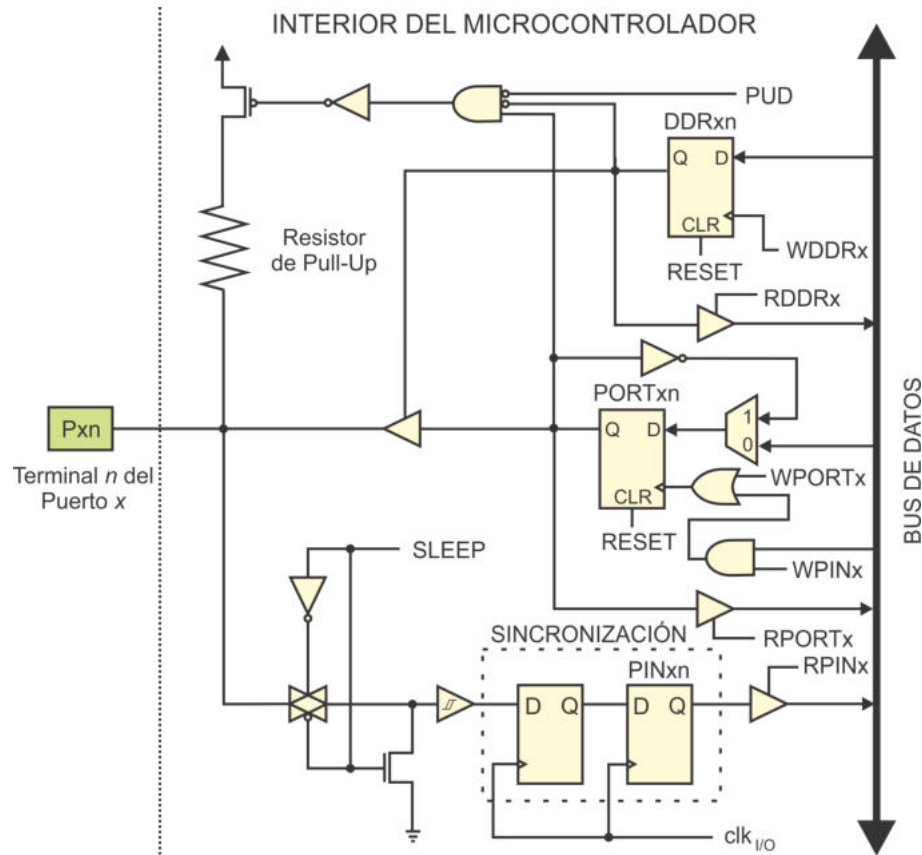 INTERIOR DEL MICROCONTROLADOR
PUD
DDRxn
Q D
CLR
RESET
WDDRx
Resistor
de Pull-Up
RDDRx
PORTxn
Q D
CLR
RESET
1
0
WPORTx
WPINx
RPORTx
BUS DE DATOS
Pxn
Terminal n del
Puerto x
SLEEP
SINCRONIZACIÓN
PINxn
RPINx
D Q
D Q
clk I/O